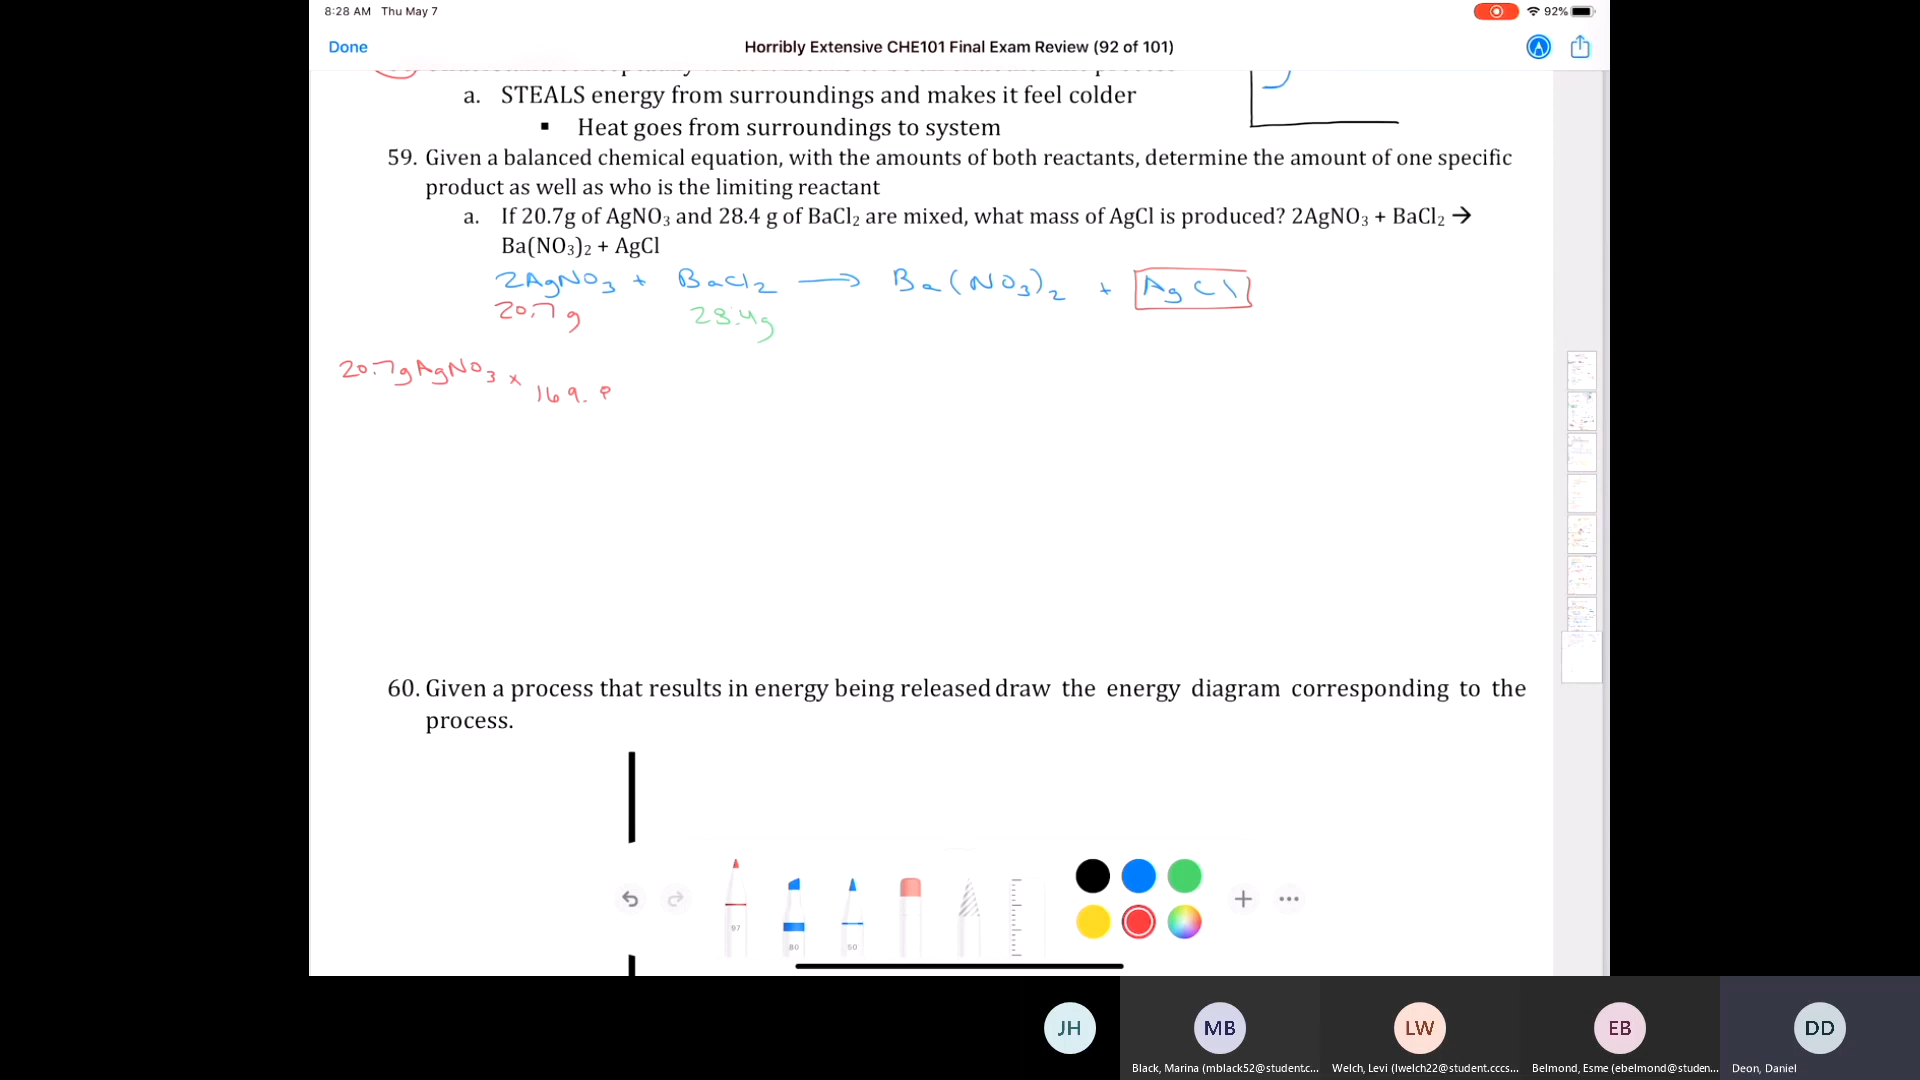 8:28 AM Thu May 7
92%
Done
Horribly Extensive CHE101 Final Exam Review (92 of 101)
a. STEALS energy from surroundings and makes it feel colder
▪ Heat goes from surroundings to system
59. Given a balanced chemical equation, with the amounts of both reactants, determine the amount of one specific
product as well as who is the limiting reactant
a. If 20.7g of AgNO₃ and 28.4 g of BaCl₂ are mixed, what mass of AgCl is produced? 2AgNO₃ + BaCl₂ →
Ba(NO₃)₂ + AgCl
2AgNO₃ + BaCl₂ ⟶ Ba(NO₃)₂ + AgCl
20.7g 28.4g
20.7g AgNO₃ ×
169.8
60. Given a process that results in energy being released draw the energy diagram corresponding to the
process.
97
80
50
JH
MB
LW
EB
DD
Black, Marina (mblack52@student.c...
Welch, Levi (lwelch22@student.cccs...
Belmond, Esme (ebelmond@studen...
Deon, Daniel